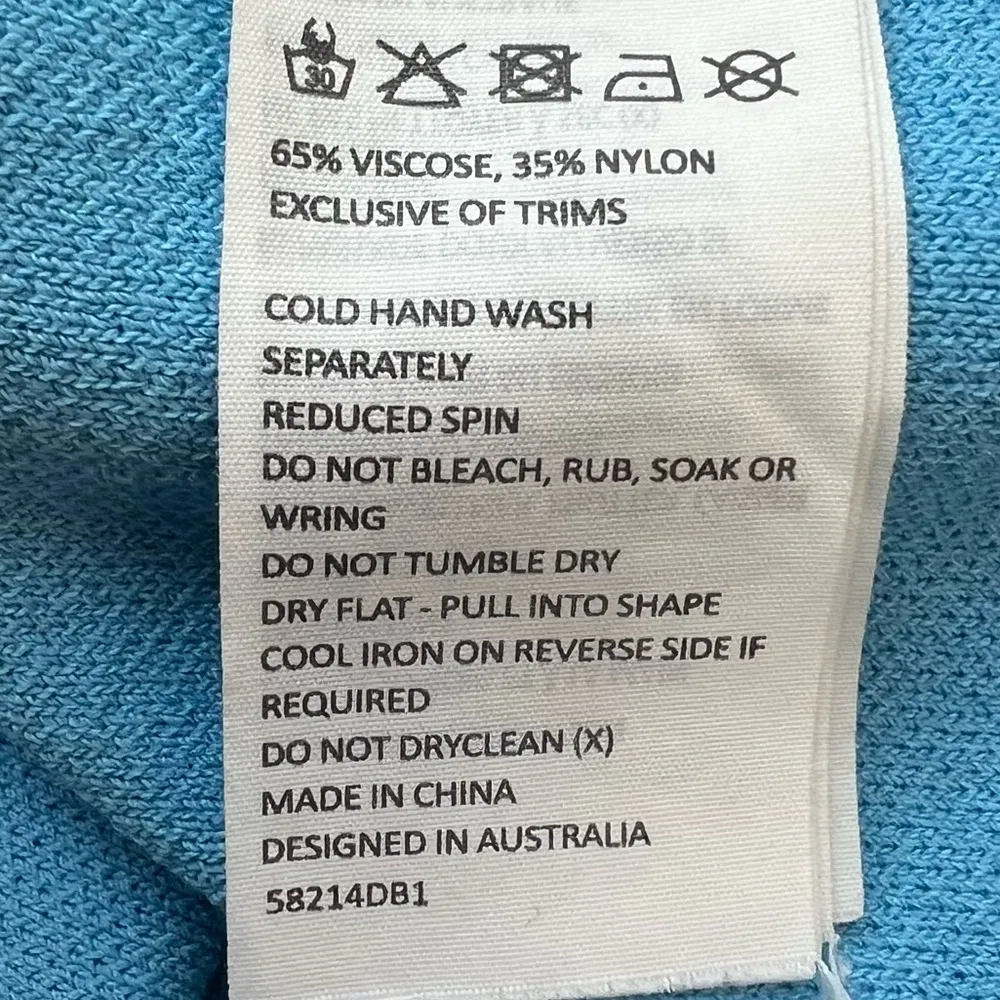 30
65% VISCOSE, 35% NYLON
EXCLUSIVE OF TRIMS
COLD HAND WASH
SEPARATELY
REDUCED SPIN
DO NOT BLEACH, RUB, SOAK OR
WRING
DO NOT TUMBLE DRY
DRY FLAT - PULL INTO SHAPE
COOL IRON ON REVERSE SIDE IF
REQUIRED
DO NOT DRYCLEAN (X)
MADE IN CHINA
DESIGNED IN AUSTRALIA
58214DB1